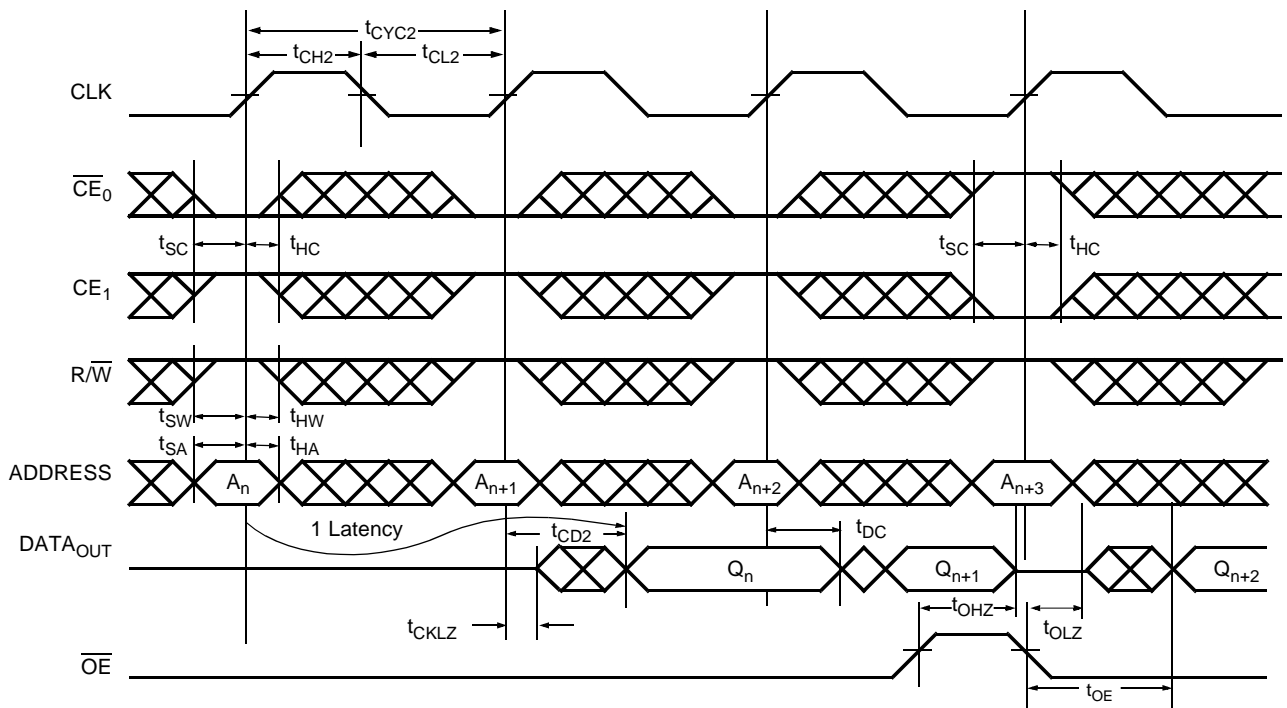 tCYC2
tCH2 tCL2
CLK
CE0
tSC tHC tSC tHC
CE1
R/W
tSW tHW
tSA tHA
ADDRESS An An+1 An+2 An+3
1 Latency tCD2 tDC
DATAOUT Qn Qn+1 Qn+2
tOHZ
tCKLZ tOLZ
OE
tOE